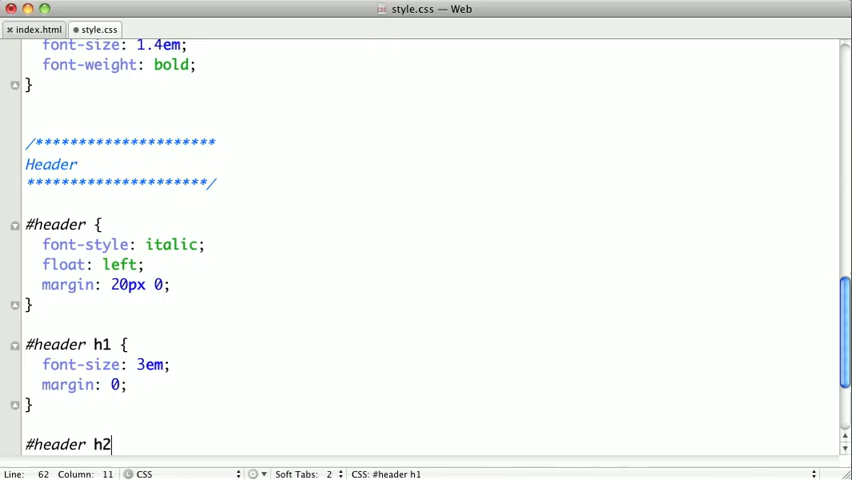 style.css — Web
index.html
style.css
font-size: 1.4em;
font-weight: bold;
}
/*********************
Header
*********************/
#header {
font-style: italic;
float: left;
margin: 20px 0;
}
#header h1 {
font-size: 3em;
margin: 0;
}
#header h2
Line: 62 Column: 11 CSS Soft Tabs: 2 CSS: #header h1